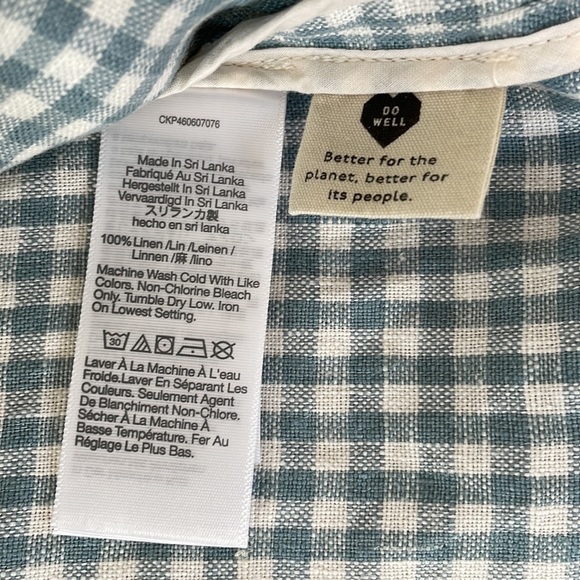 CKP460607076
Made In Sri Lanka
Fabriqué Au Sri Lanka
Hergestellt In Sri Lanka
Vervaardigd In Sri Lanka
スリランカ製
hecho en sri lanka
100% Linen /Lin /Leinen /
Linnen /麻 /lino
Machine Wash Cold With Like
Colors. Non-Chlorine Bleach
Only. Tumble Dry Low. Iron
On Lowest Setting.
30
Laver À La Machine À L'eau
Froide.Laver En Séparant Les
Couleurs. Seulement Agent
De Blanchiment Non-Chlore.
Sécher À La Machine À
Basse Température. Fer Au
Réglage Le Plus Bas.
DO
WELL
Better for the
planet, better for
its people.